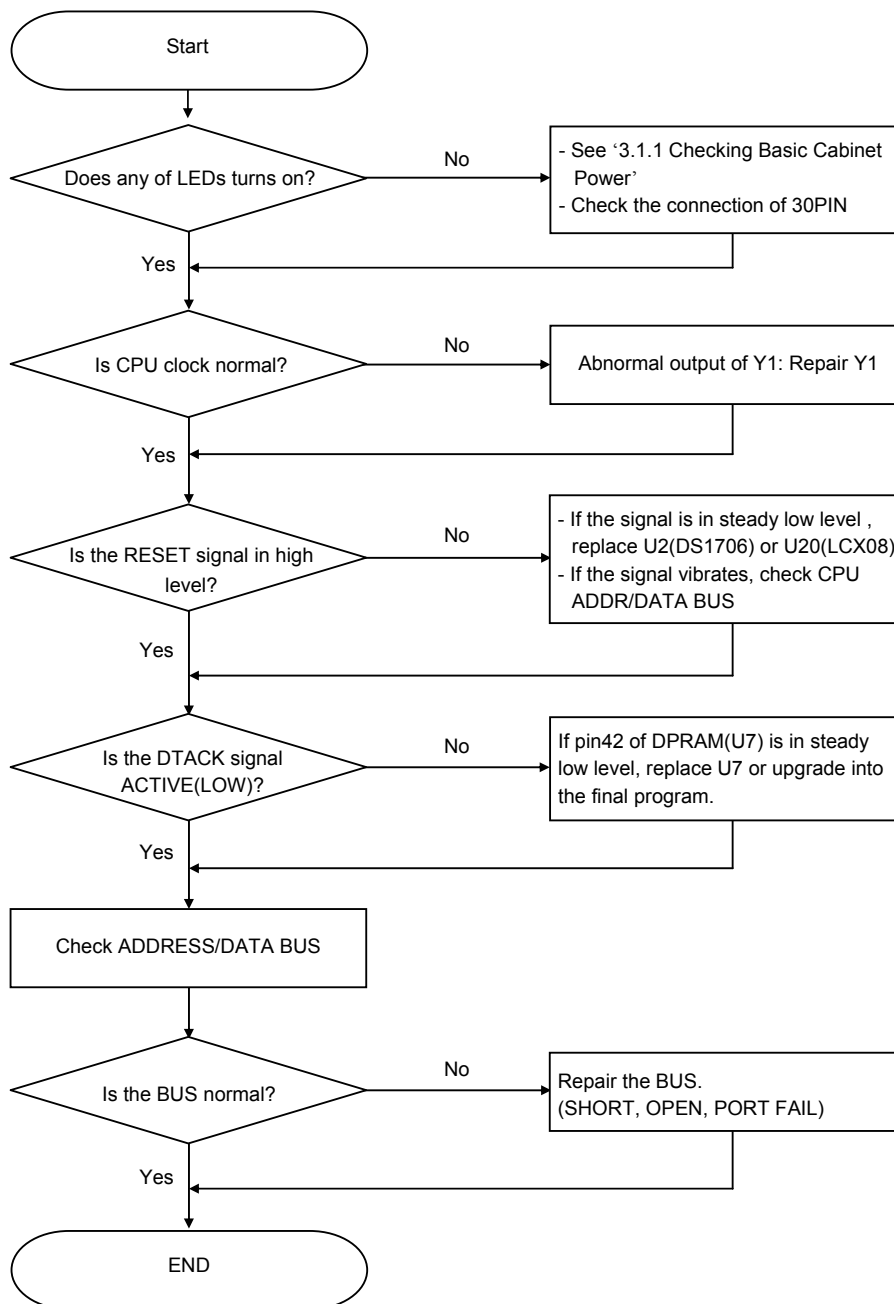 Start
Does any of LEDs turns on?
No
- See ‘3.1.1 Checking Basic Cabinet
Power’
- Check the connection of 30PIN
Yes
Is CPU clock normal?
No
Abnormal output of Y1: Repair Y1
Yes
Is the RESET signal in high
level?
No
- If the signal is in steady low level ,
replace U2(DS1706) or U20(LCX08)
- If the signal vibrates, check CPU
ADDR/DATA BUS
Yes
Is the DTACK signal
ACTIVE(LOW)?
No
If pin42 of DPRAM(U7) is in steady
low level, replace U7 or upgrade into
the final program.
Yes
Check ADDRESS/DATA BUS
Is the BUS normal?
No
Repair the BUS.
(SHORT, OPEN, PORT FAIL)
Yes
END